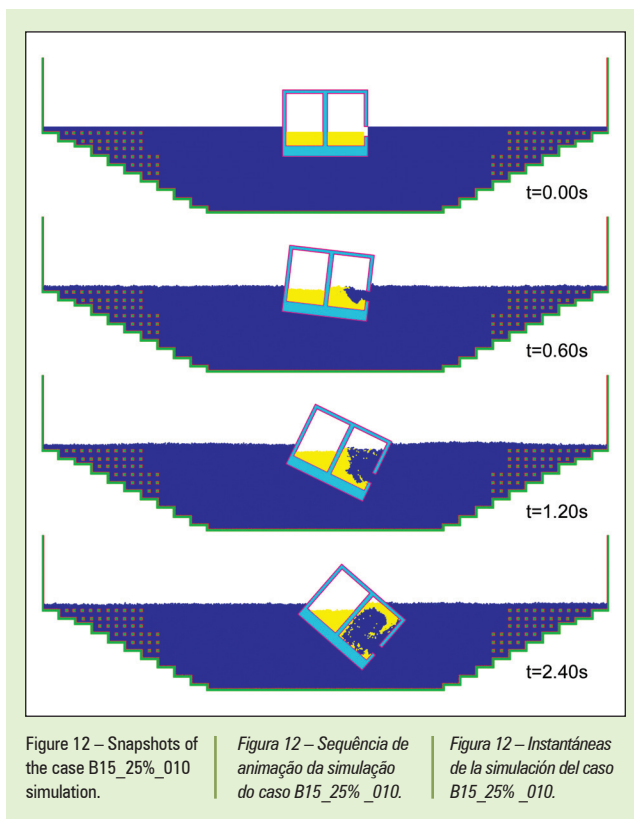 t=0.00s
t=0.60s
t=1.20s
t=2.40s
Figure 12 – Snapshots of
the case B15_25%_010
simulation.
Figura 12 – Sequência de
animação da simulação
do caso B15_25% _010.
Figura 12 – Instantáneas
de la simulación del caso
B15_25% _010.